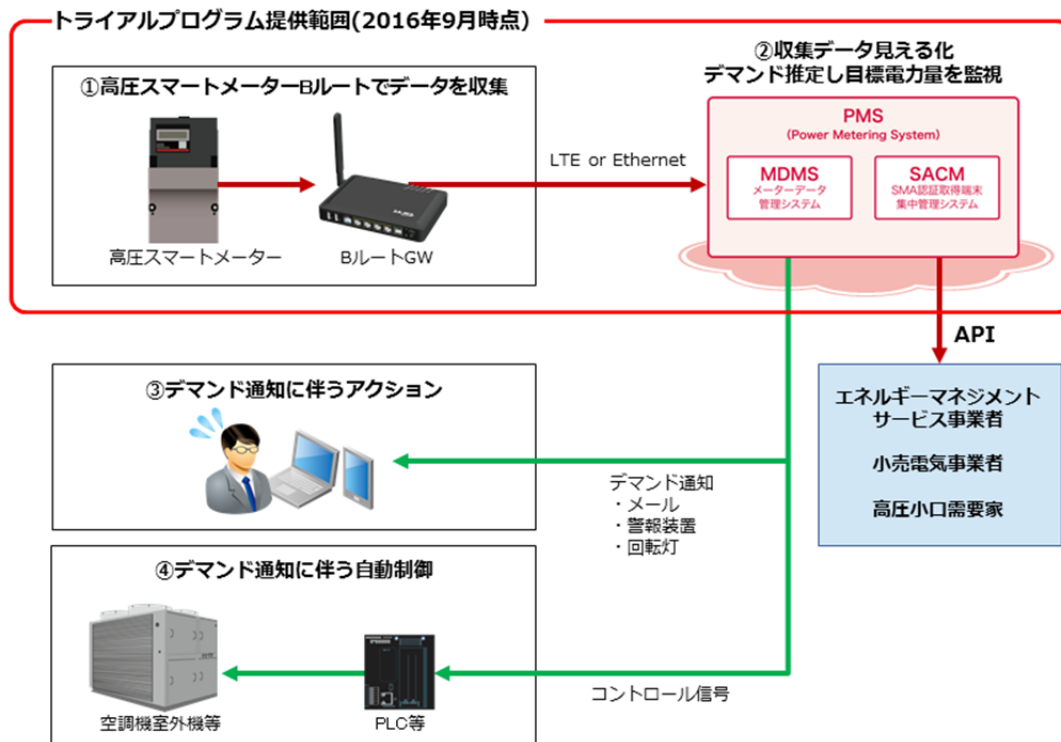 トライアルプログラム提供範囲(2016年9月時点)
①高圧スマートメーターBルートでデータを収集
高圧スマートメーター
BルートGW
LTE or Ethernet
②収集データ見える化
デマンド推定し目標電力量を監視
PMS
(Power Metering System)
MDMS
メーターデータ
管理システム
SACM
SMA認証取得端末
集中管理システム
API
エネルギーマネジメント
サービス事業者
小売電気事業者
高圧小口需要家
③デマンド通知に伴うアクション
デマンド通知
・メール
・警報装置
・回転灯
④デマンド通知に伴う自動制御
空調機室外機等
PLC等
コントロール信号